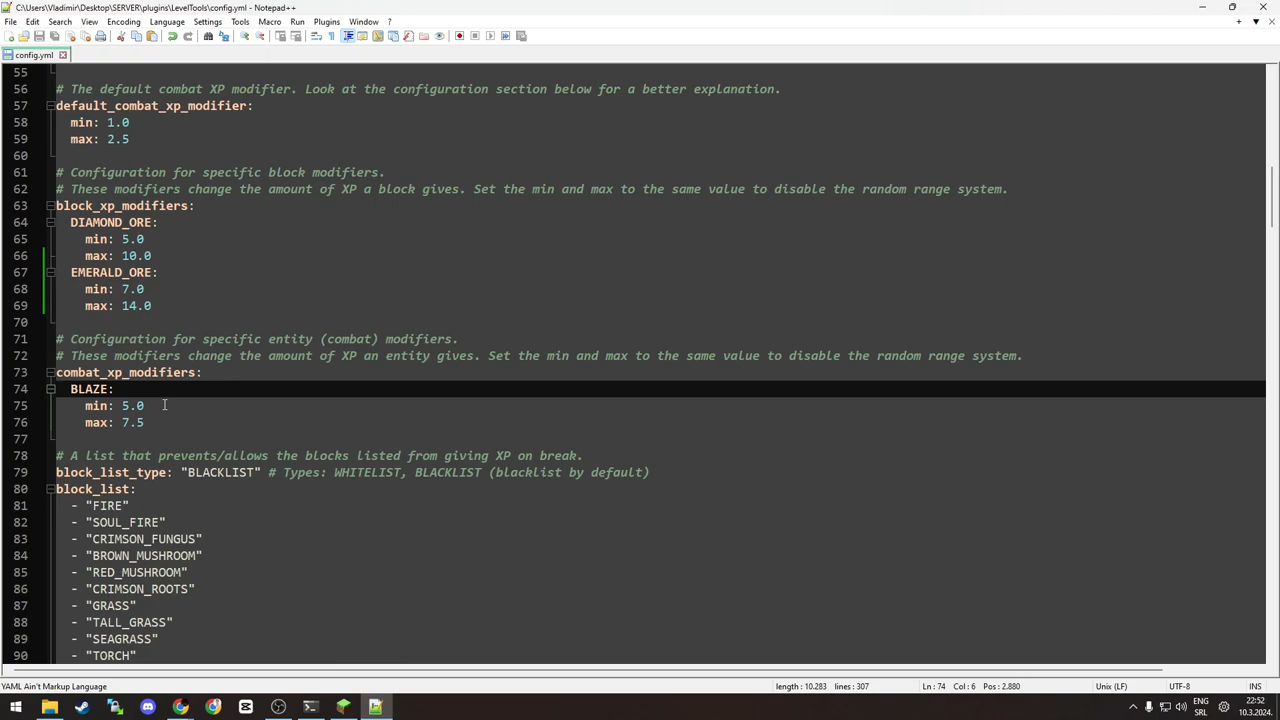 C:\Users\Vladimir\Desktop\SERVER\plugins\LevelTools\config.yml - Notepad++
File Edit Search View Encoding Language Settings Tools Macro Run Plugins Window ?
config.yml
55
56 # The default combat XP modifier. Look at the configuration section below for a better explanation.
57 default_combat_xp_modifier:
58 min: 1.0
59 max: 2.5
60
61 # Configuration for specific block modifiers.
62 # These modifiers change the amount of XP a block gives. Set the min and max to the same value to disable the random range system.
63 block_xp_modifiers:
64 DIAMOND_ORE:
65 min: 5.0
66 max: 10.0
67 EMERALD_ORE:
68 min: 7.0
69 max: 14.0
70
71 # Configuration for specific entity (combat) modifiers.
72 # These modifiers change the amount of XP an entity gives. Set the min and max to the same value to disable the random range system.
73 combat_xp_modifiers:
74 BLAZE:
75 min: 5.0
76 max: 7.5
77
78 # A list that prevents/allows the blocks listed from giving XP on break.
79 block_list_type: "BLACKLIST" # Types: WHITELIST, BLACKLIST (blacklist by default)
80 block_list:
81 - "FIRE"
82 - "SOUL_FIRE"
83 - "CRIMSON_FUNGUS"
84 - "BROWN_MUSHROOM"
85 - "RED_MUSHROOM"
86 - "CRIMSON_ROOTS"
87 - "GRASS"
88 - "TALL_GRASS"
89 - "SEAGRASS"
90 - "TORCH"
YAML Ain't Markup Language length : 10.283 lines : 307 Ln : 74 Col : 6 Pos : 2.880 Unix (LF) UTF-8 INS
ENG
SRL
22:52
10.3.2024.